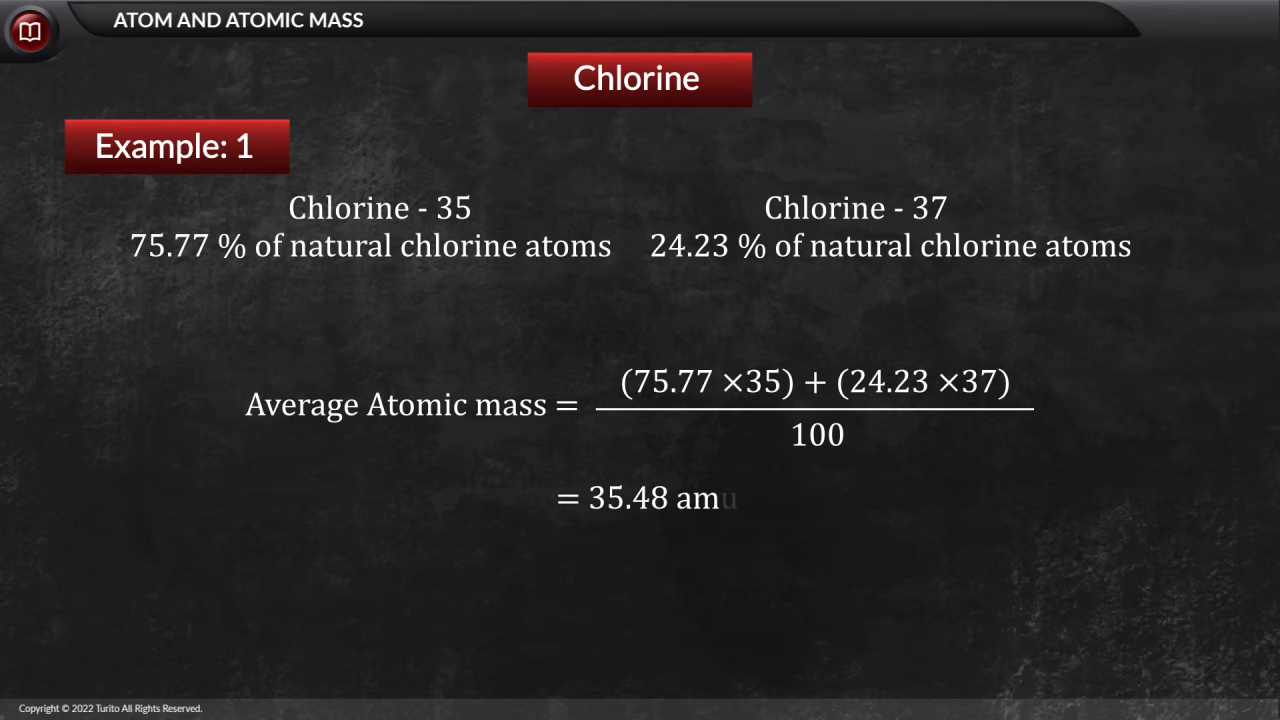 ATOM AND ATOMIC MASS
Chlorine
Example: 1
Chlorine - 35
75.77 % of natural chlorine atoms
Chlorine - 37
24.23 % of natural chlorine atoms
Average Atomic mass =
(75.77 ×35) + (24.23 ×37)
100
= 35.48 amu
Copyright © 2022 Turito All Rights Reserved.